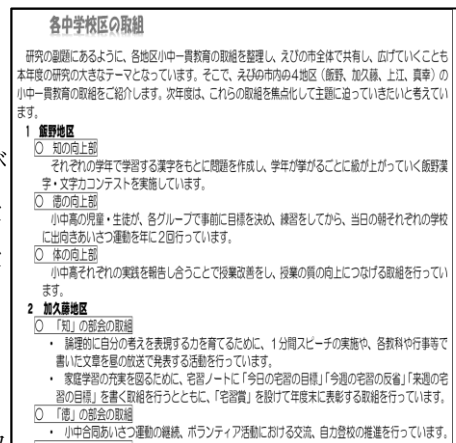 各中学校区の取組
研究の副題にあるように、各地区小中一貫教育の取組を整理し、えびの市全体で共有し、広げていくことも
本年度の研究の大きなテーマとなっています。そこで、えびの市内の4地区（飯野、加久藤、上江、真幸）の
小中一貫教育の取組をご紹介します。次年度は、これらの取組を焦点化して主題に迫っていきたいと考えてい
ます。
1 飯野地区
○ 知の向上部
それぞれの学年で学習する漢字をもとに問題を作成し、学年が挙がるごとに級が上がっていく飯野漢
字・文字力コンテストを実施しています。
○ 徳の向上部
小中高の児童・生徒が、各グループで事前に目標を決め、練習をしてから、当日の朝それぞれの学校
に出向きあいさつ運動を年に2回行っています。
○ 体の向上部
小中高それぞれの実践を報告し合うことで授業改善をし、授業の質の向上につなげる取組を行ってい
ます。
2 加久藤地区
○ 「知」の部会の取組
・ 論理的に自分の考えを表現する力を育てるために、1分間スピーチの実施や、各教科や行事等で
書いた文章を昼の放送で発表する活動を行っています。
・ 家庭学習の充実を図るために、宅習ノートに「今日の宅習の目標」「今週の宅習の反省」「来週の宅
習の目標」を書く取組を行うとともに、「宅習賞」を設けて年度末に表彰する取組を行っています。
○ 「徳」の部会の取組
・ 小中合同あいさつ運動の継続、ボランティア活動における交流、自力登校の推進を行っています。
が